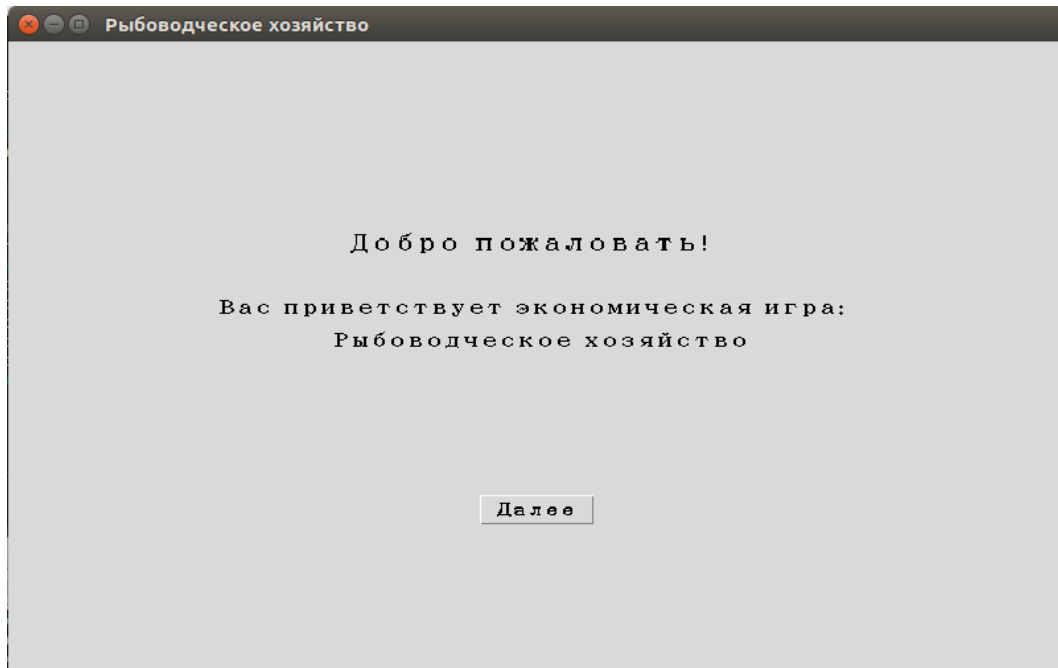 Рыбоводческое хозяйство
Добро пожаловать!
Вас приветствует экономическая игра:
Рыбоводческое хозяйство
Далее